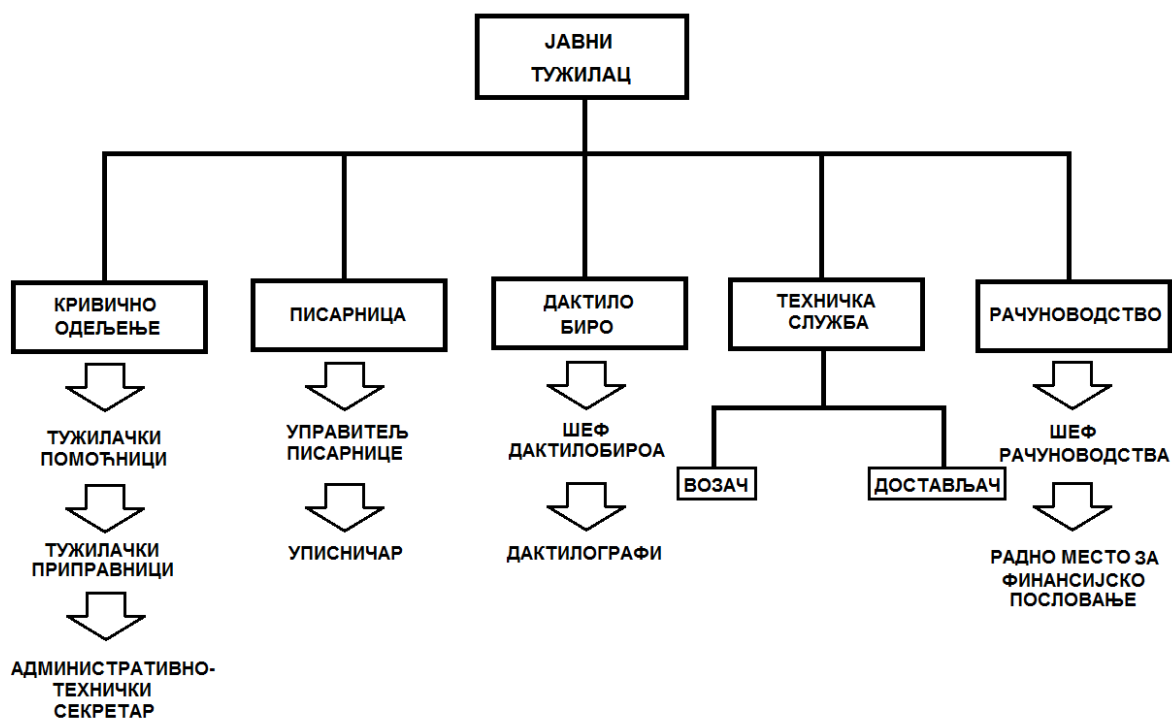 ЈАВНИ
ТУЖИЛАЦ
КРИВИЧНО
ОДЕЉЕЊЕ
ПИСАРНИЦА
ДАКТИЛО
БИРО
ТЕХНИЧКА
СЛУЖБА
РАЧУНОВОДСТВО
ТУЖИЛАЧКИ
ПОМОЋНИЦИ
УПРАВИТЕЉ
ПИСАРНИЦЕ
ШЕФ
ДАКТИЛОБИРОА
ВОЗАЧ
ДОСТАВЉАЧ
ШЕФ
РАЧУНОВОДСТВА
ТУЖИЛАЧКИ
ПРИПРАВНИЦИ
УПИСНИЧАР
ДАКТИЛОГРАФИ
РАДНО МЕСТО ЗА
ФИНАНСИЈСКО
ПОСЛОВАЊЕ
АДМИНИСТРАТИВНО-
ТЕХНИЧКИ
СЕКРЕТАР